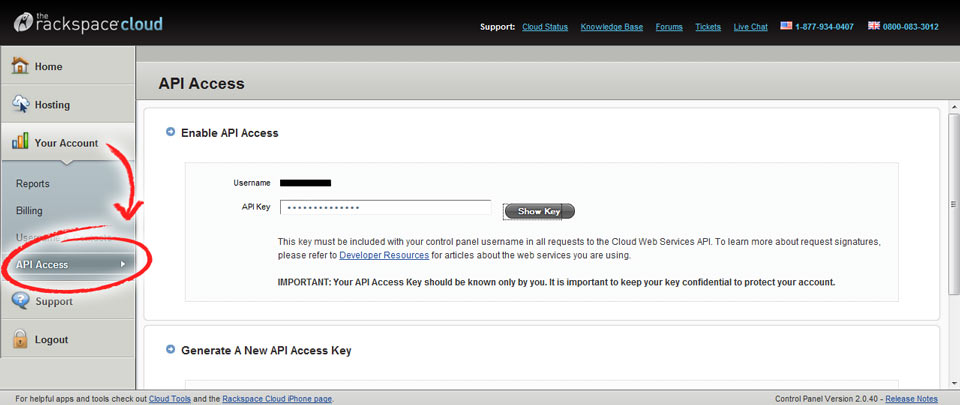 the
rackspacecloud
Support: Cloud Status Knowledge Base Forums Tickets Live Chat 1-877-934-0407 0800-083-3012
Home
Hosting
Your Account
Reports
Billing
API Access
Support
Logout
API Access
Enable API Access
Username
API Key ••••••••••••••
Show Key
This key must be included with your control panel username in all requests to the Cloud Web Services API. To learn more about request signatures,
please refer to Developer Resources for articles about the web services you are using.
IMPORTANT: Your API Access Key should be known only by you. It is important to keep your key confidential to protect your account.
Generate A New API Access Key
For helpful apps and tools check out Cloud Tools and the Rackspace Cloud iPhone page.
Control Panel Version 2.0.40 - Release Notes